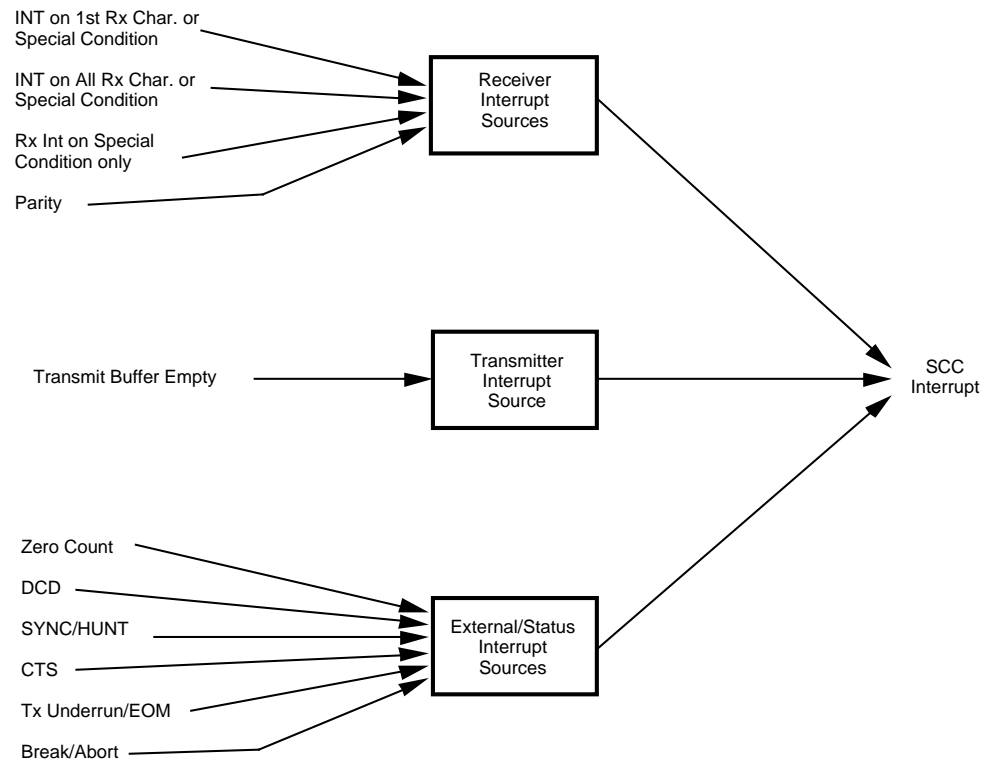 INT on 1st Rx Char. or
Special Condition
INT on All Rx Char. or
Special Condition
Rx Int on Special
Condition only
Parity
Receiver
Interrupt
Sources
Transmit Buffer Empty
Transmitter
Interrupt
Source
SCC
Interrupt
Zero Count
DCD
SYNC/HUNT
CTS
Tx Underrun/EOM
Break/Abort
External/Status
Interrupt
Sources